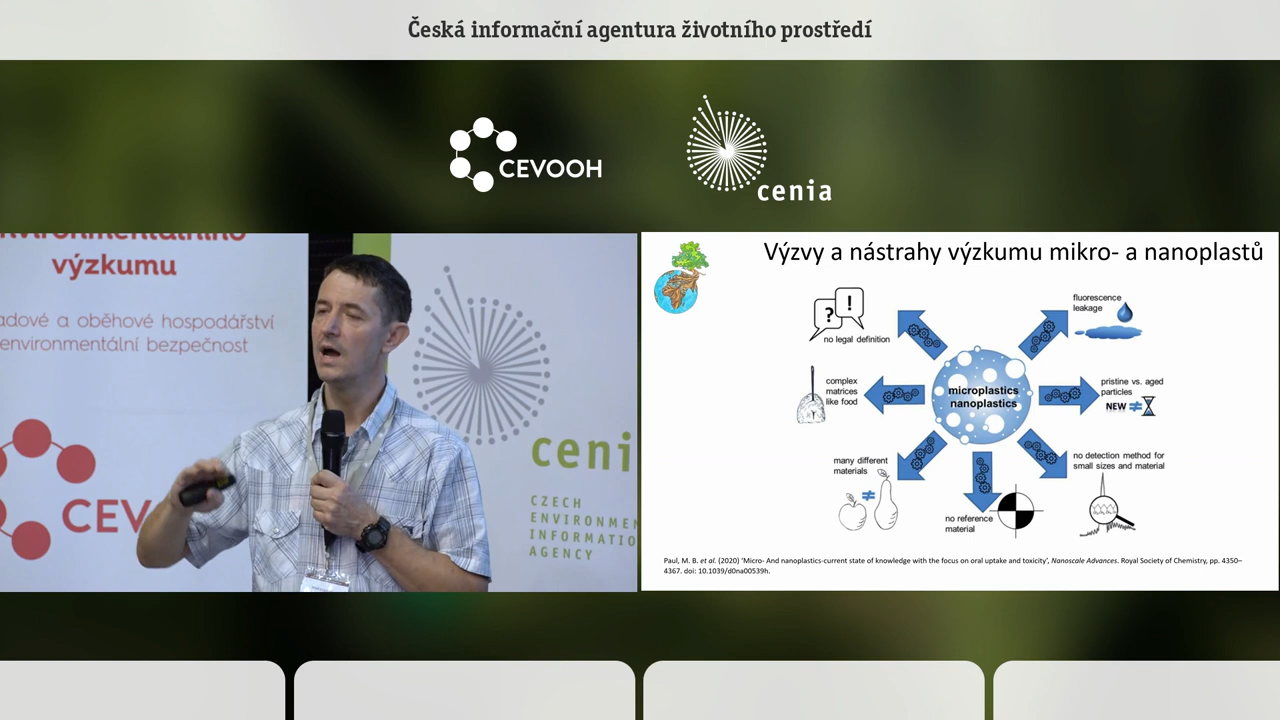 Česká informační agentura životního prostředí
CEVOOH
cenia
výzkumu
a oběhové hospodářství
environmentální bezpečnost
CEV
ceni
CZECH
INFORMATIO
AGENCY
Výzvy a nástrahy výzkumu mikro- a nanoplastů
? !
no legal definition
fluorescence
leakage
complex
matrices
like food
microplastics
nanoplastics
pristine vs. aged
particles
NEW ≠
many different
materials
≠
no detection method for
small sizes and material
no reference
material
Paul, M. B. et al. (2020) 'Micro- And nanoplastics-current state of knowledge with the focus on oral uptake and toxicity', Nanoscale Advances. Royal Society of Chemistry, pp. 4350–
4367. doi: 10.1039/d0na00539h.